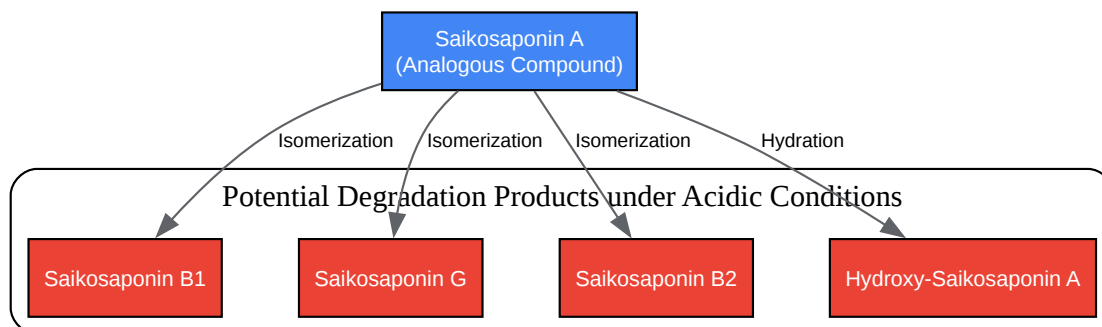 Saikosaponin A
(Analogous Compound)
Isomerization
Isomerization
Isomerization
Hydration
Potential Degradation Products under Acidic Conditions
Saikosaponin B1
Saikosaponin G
Saikosaponin B2
Hydroxy-Saikosaponin A